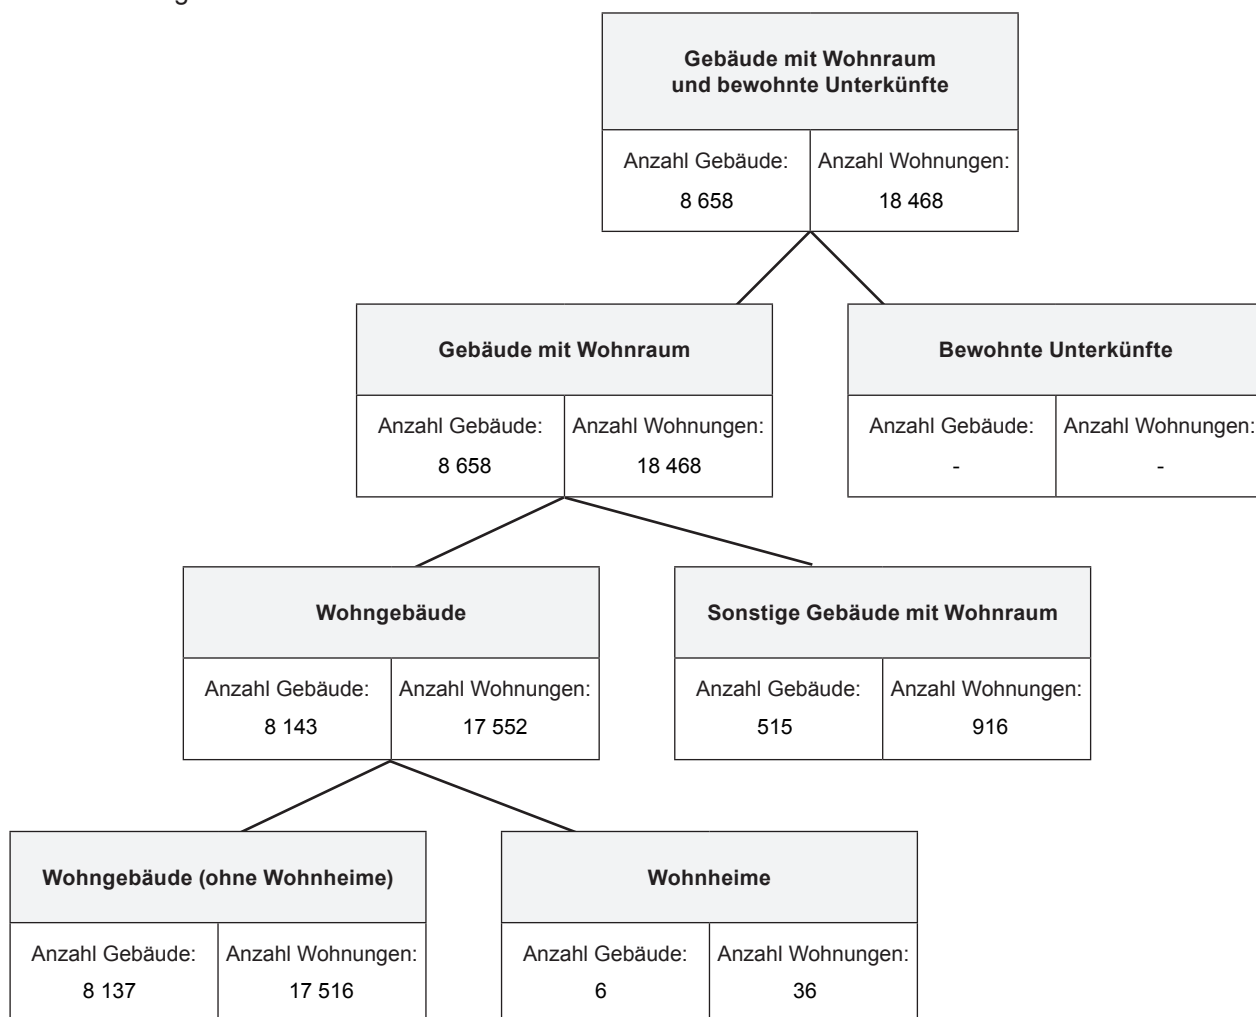 Gebäude mit Wohnraum
und bewohnte Unterkünfte
Anzahl Gebäude: Anzahl Wohnungen:
8 658 18 468
Gebäude mit Wohnraum
Anzahl Gebäude: Anzahl Wohnungen:
8 658 18 468
Bewohnte Unterkünfte
Anzahl Gebäude: Anzahl Wohnungen:
- -
Wohngebäude
Anzahl Gebäude: Anzahl Wohnungen:
8 143 17 552
Sonstige Gebäude mit Wohnraum
Anzahl Gebäude: Anzahl Wohnungen:
515 916
Wohngebäude (ohne Wohnheime)
Anzahl Gebäude: Anzahl Wohnungen:
8 137 17 516
Wohnheime
Anzahl Gebäude: Anzahl Wohnungen:
6 36